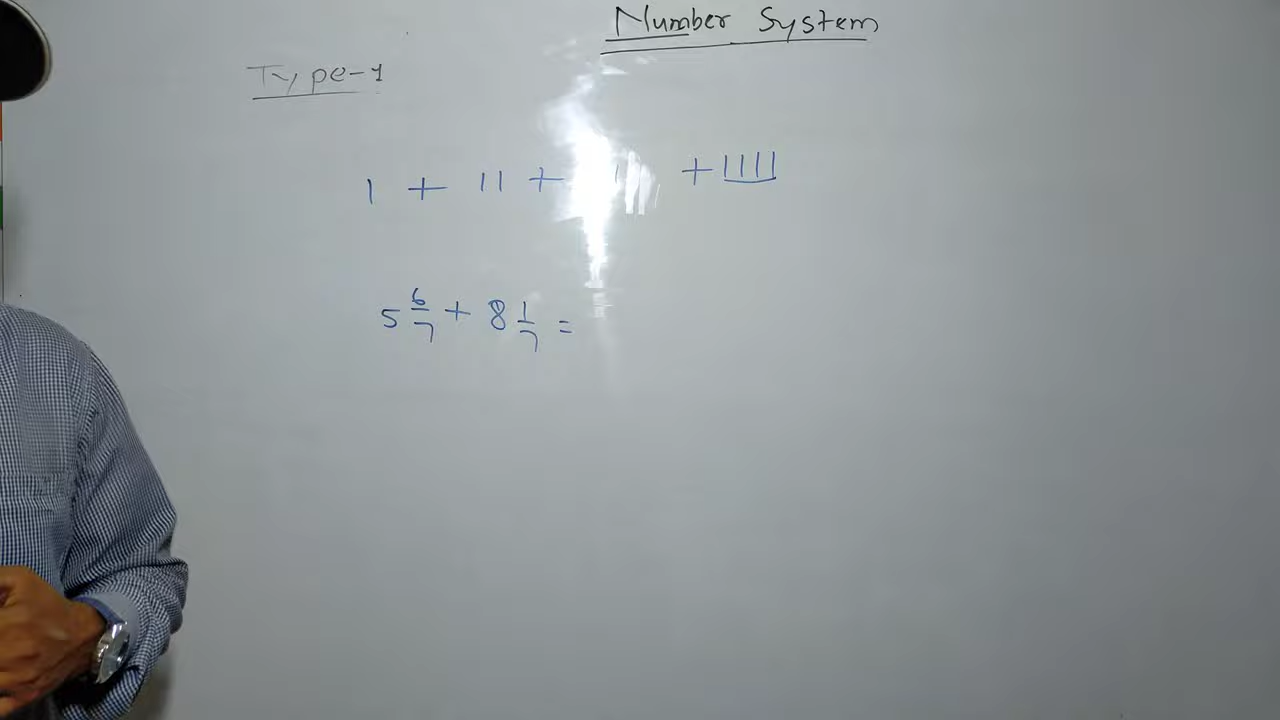 Number System
Type-1
1 + 11 + 111 + 1111
5 6/7 + 8 1/7 =